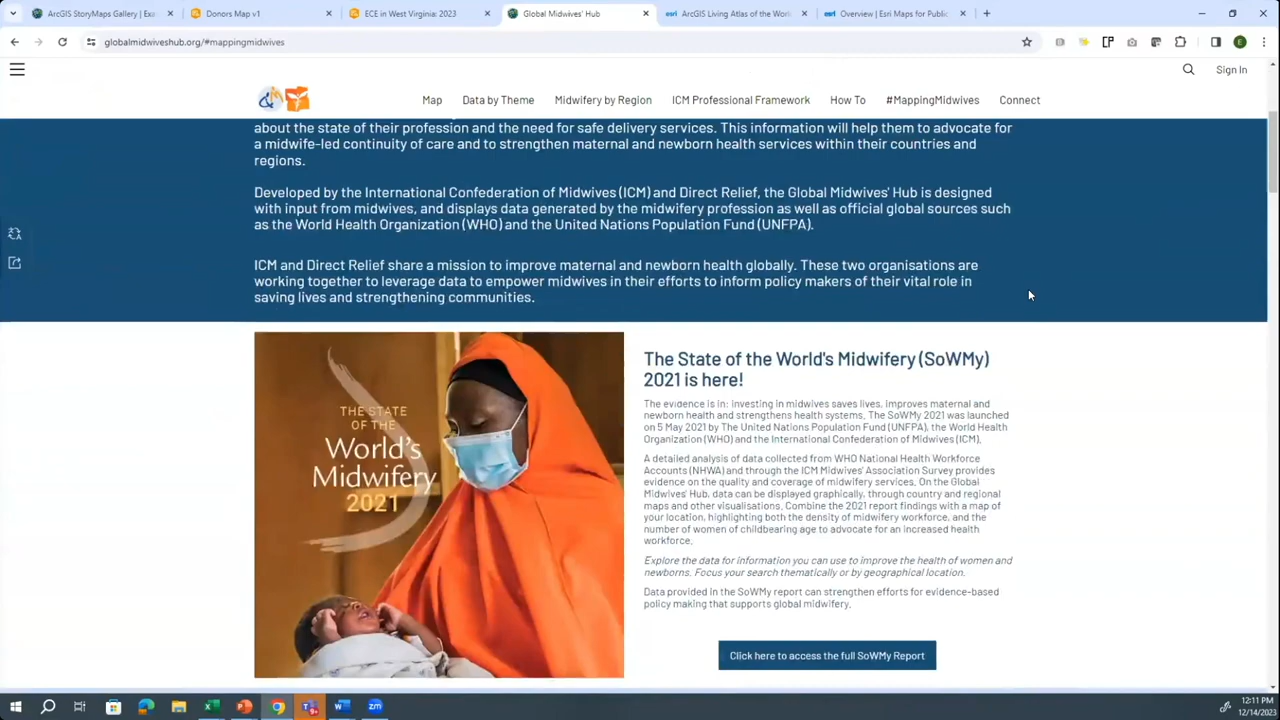 ArcGIS StoryMaps Gallery | Exa
Donors Map v1
ECE in West Virginia: 2023
Global Midwives' Hub
ArcGIS Living Atlas of the Worl
Overview | Esri Maps for Public
globalmidwiveshub.org/#mappingmidwives
E
Sign In
Map
Data by Theme
Midwifery by Region
ICM Professional Framework
How To
#MappingMidwives
Connect
about the state of their profession and the need for safe delivery services. This information will help them to advocate for
a midwife-led continuity of care and to strengthen maternal and newborn health services within their countries and
regions.
Developed by the International Confederation of Midwives (ICM) and Direct Relief, the Global Midwives' Hub is designed
with input from midwives, and displays data generated by the midwifery profession as well as official global sources such
as the World Health Organization (WHO) and the United Nations Population Fund (UNFPA).
ICM and Direct Relief share a mission to improve maternal and newborn health globally. These two organisations are
working together to leverage data to empower midwives in their efforts to inform policy makers of their vital role in
saving lives and strengthening communities.
THE STATE
OF THE
World's
Midwifery
2021
The State of the World's Midwifery (SoWMy)
2021 is here!
The evidence is in: investing in midwives saves lives, improves maternal and
newborn health and strengthens health systems. The SoWMy 2021 was launched
on 5 May 2021 by The United Nations Population Fund (UNFPA), the World Health
Organization (WHO) and the International Confederation of Midwives (ICM).
A detailed analysis of data collected from WHO National Health Workforce
Accounts (NHWA) and through the ICM Midwives' Association Survey provides
evidence on the quality and coverage of midwifery services. On the Global
Midwives' Hub, data can be displayed graphically, through country and regional
maps and other visualisations. Combine the 2021 report findings with a map of
your location, highlighting both the density of midwifery workforce, and the
number of women of childbearing age to advocate for an increased health
workforce.
Explore the data for information you can use to improve the health of women and
newborns. Focus your search thematically or by geographical location.
Data provided in the SoWMy report can strengthen efforts for evidence-based
policy making that supports global midwifery.
Click here to access the full SoWMy Report
12:11 PM
12/14/2023